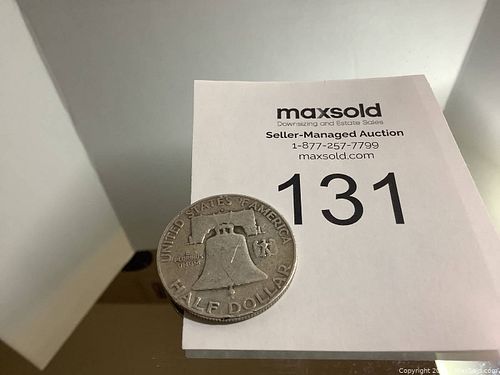 maxsold
Downsizing and Estate Sales
Seller-Managed Auction
1-877-257-7799
maxsold.com
131
UNITED STATES OF AMERICA
PLURIBUS
HALF DOLLAR